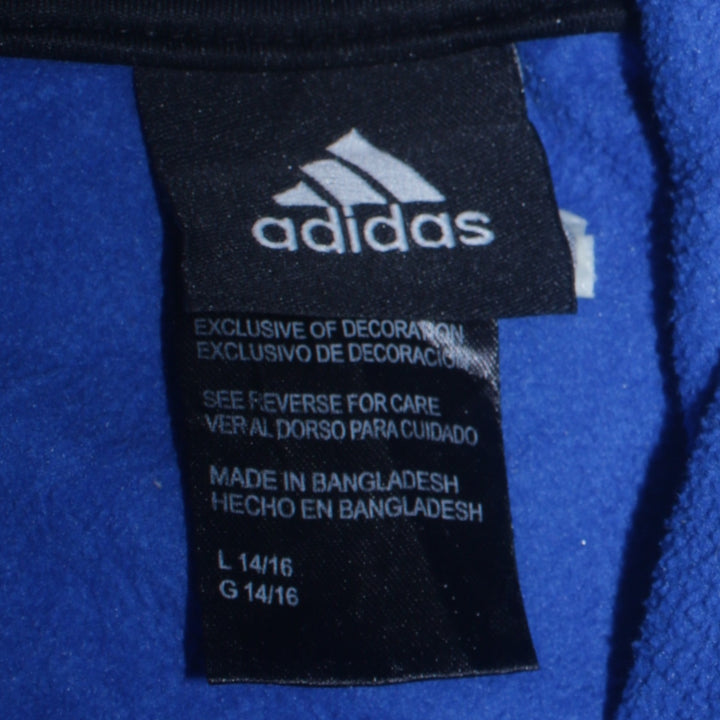 adidas
EXCLUSIVE OF DECORATION
EXCLUSIVO DE DECORACIÓN
SEE REVERSE FOR CARE
VER AL DORSO PARA CUIDADO
MADE IN BANGLADESH
HECHO EN BANGLADESH
L 14/16
G 14/16